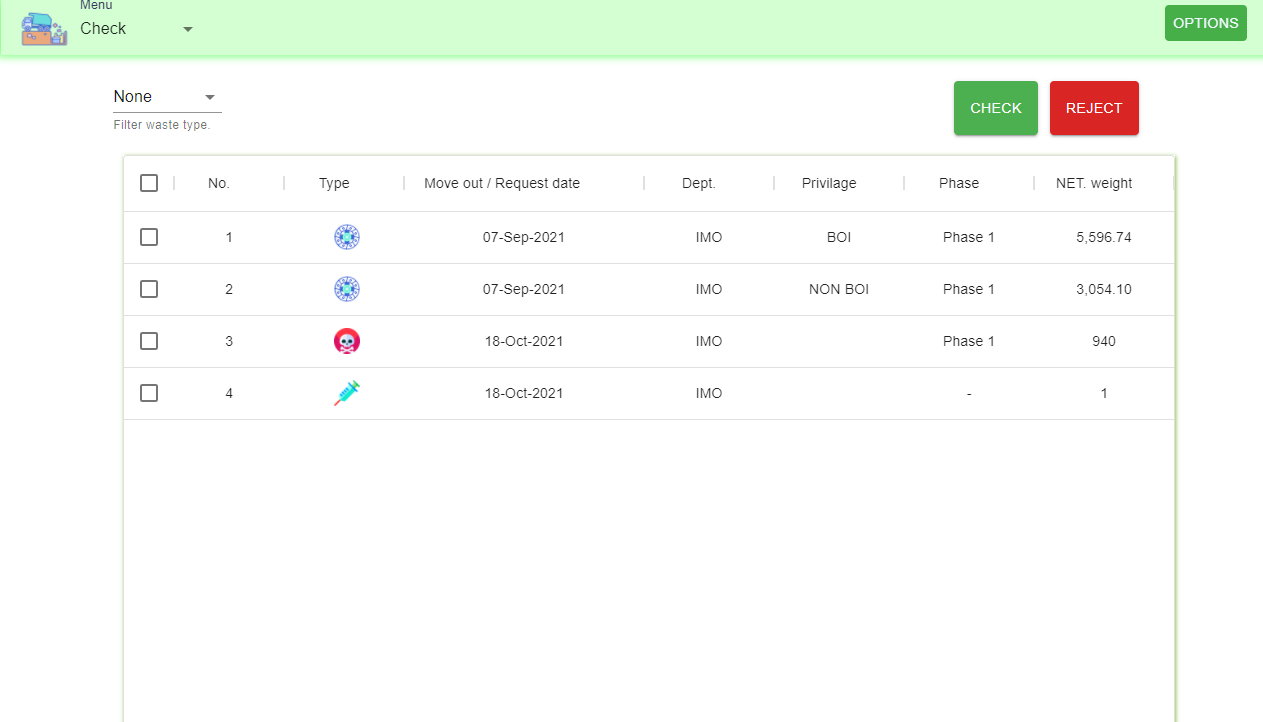 Menu
Check
OPTIONS
None
Filter waste type.
CHECK
REJECT
No. Type Move out / Request date Dept. Privilage Phase NET. weight
1 07-Sep-2021 IMO BOI Phase 1 5,596.74
2 07-Sep-2021 IMO NON BOI Phase 1 3,054.10
3 18-Oct-2021 IMO Phase 1 940
4 18-Oct-2021 IMO - 1